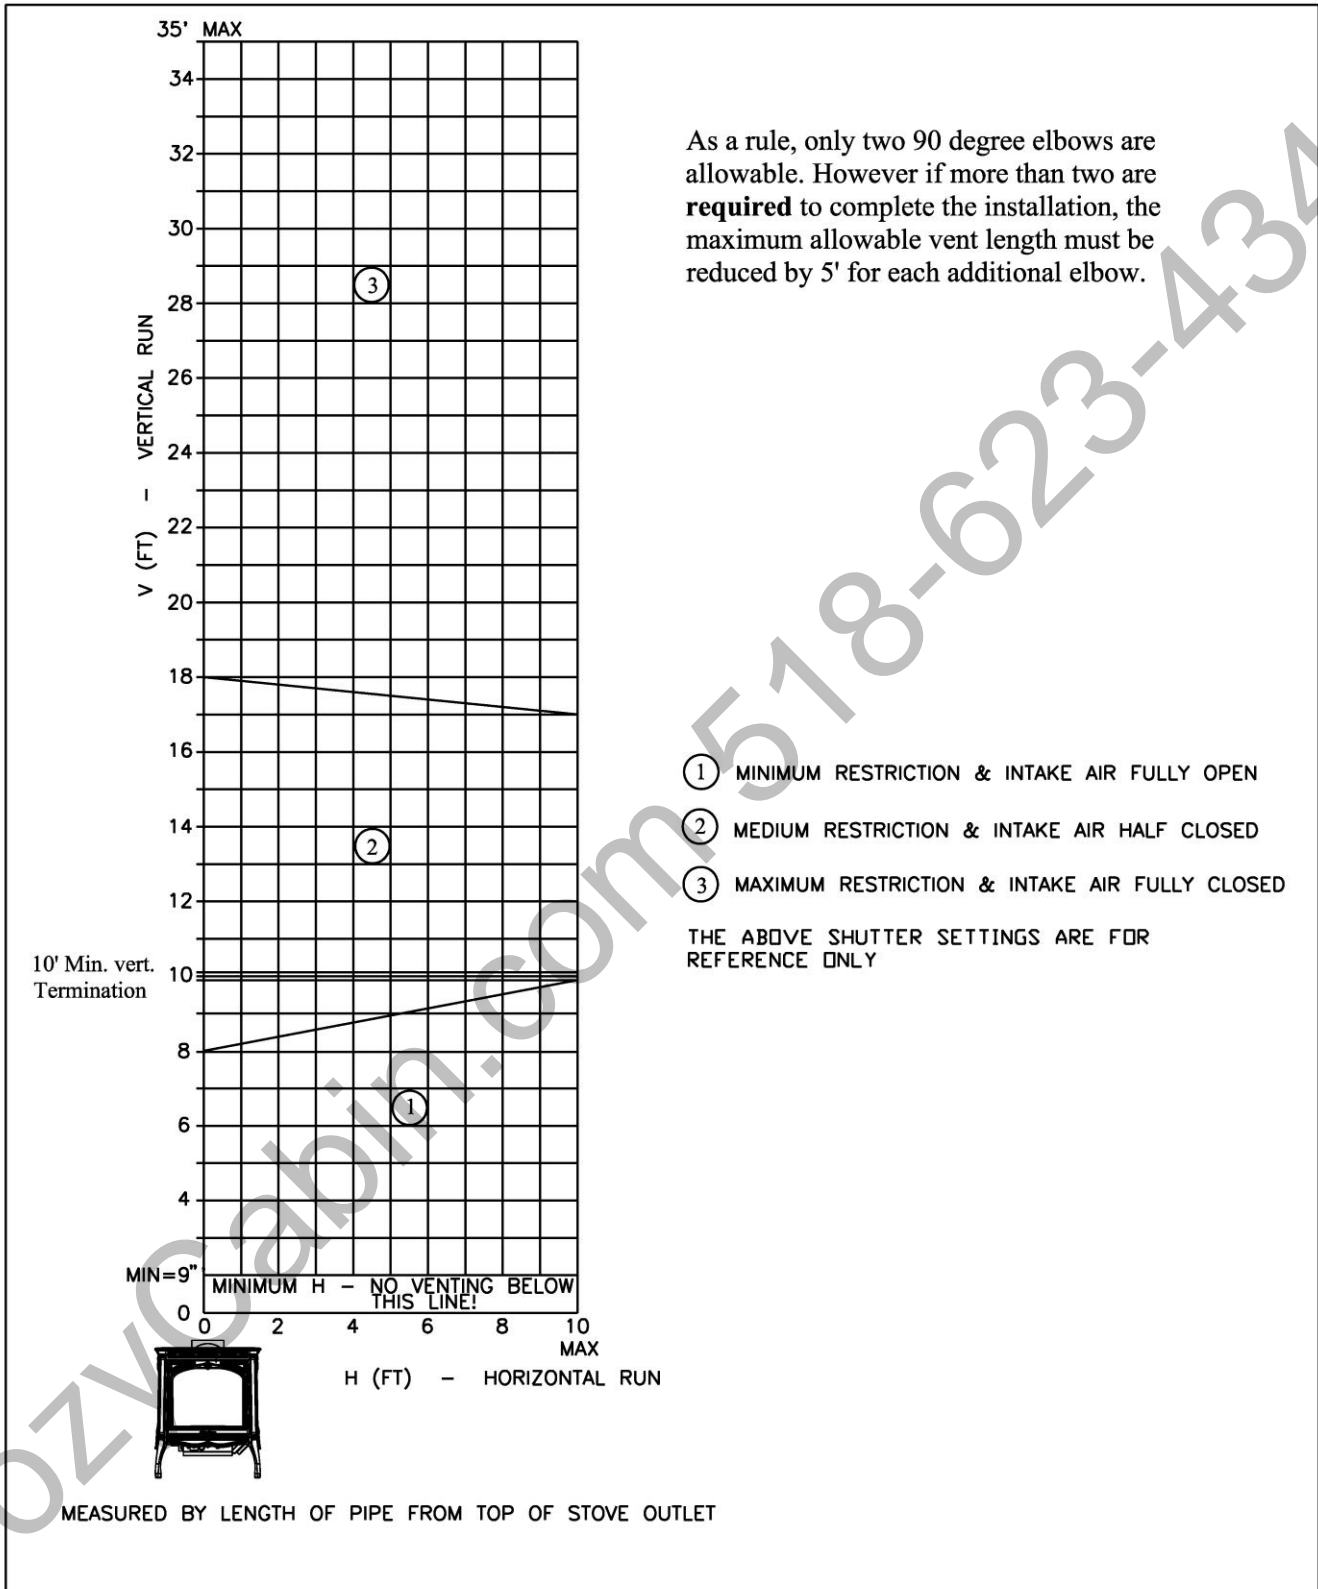 35' MAX
34
32
30
28
26
24
22
20
18
16
14
12
10
8
6
4
MIN=9"
0
V (FT) - VERTICAL RUN
3
2
1
10' Min. vert.
Termination
MINIMUM H - NO VENTING BELOW
THIS LINE!
0 2 4 6 8 10
MAX
H (FT) - HORIZONTAL RUN
MEASURED BY LENGTH OF PIPE FROM TOP OF STOVE OUTLET
As a rule, only two 90 degree elbows are
allowable. However if more than two are
required to complete the installation, the
maximum allowable vent length must be
reduced by 5' for each additional elbow.
1 MINIMUM RESTRICTION & INTAKE AIR FULLY OPEN
2 MEDIUM RESTRICTION & INTAKE AIR HALF CLOSED
3 MAXIMUM RESTRICTION & INTAKE AIR FULLY CLOSED
THE ABOVE SHUTTER SETTINGS ARE FOR
REFERENCE ONLY
ozyCabin.com 518-623-434